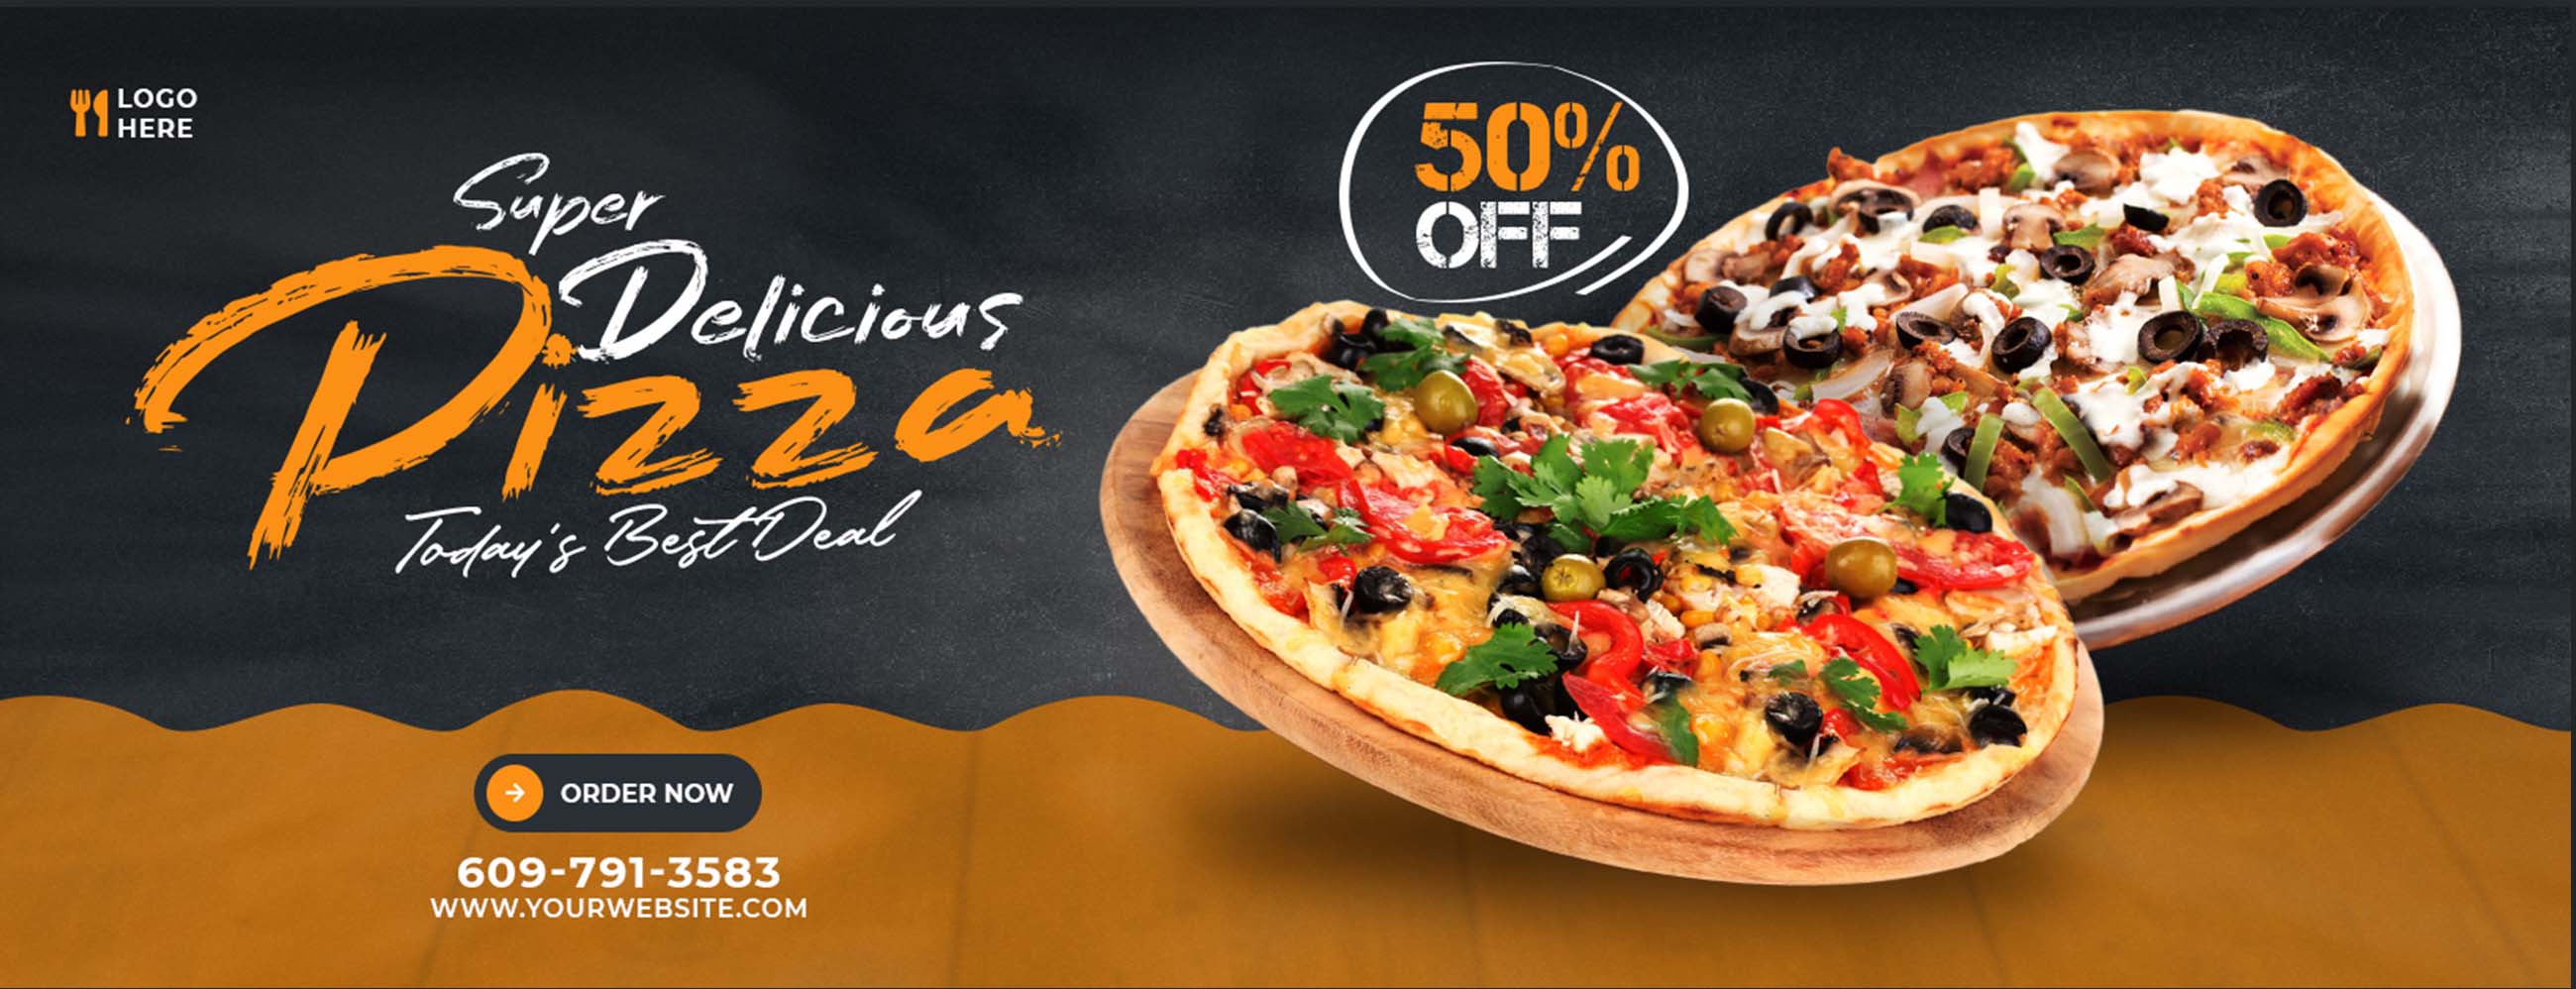 LOGO
HERE
Super
Delicious
Pizza
Today's Best Deal
50%
OFF
ORDER NOW
609-791-3583
WWW.YOURWEBSITE.COM